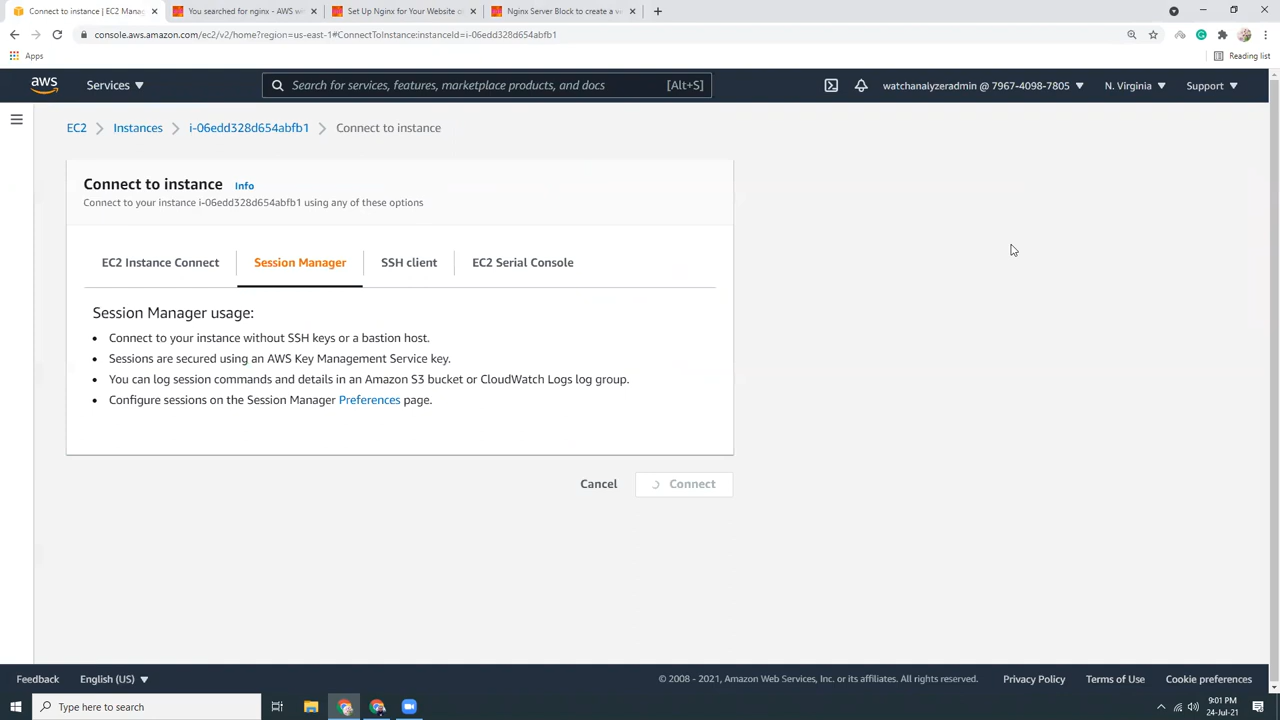 Connect to instance | EC2 Manag
You searched for nginx - AWS wi
Set Up Nginx for Your Website o
Nginx Server Block to create a v
console.aws.amazon.com/ec2/v2/home?region=us-east-1#ConnectToInstance:instanceId=i-06edd328d654abfb1
Apps
Reading list
aws
Services
Search for services, features, marketplace products, and docs
[Alt+S]
watchanalyzeradmin @ 7967-4098-7805
N. Virginia
Support
EC2
Instances
i-06edd328d654abfb1
Connect to instance
Connect to instance Info
Connect to your instance i-06edd328d654abfb1 using any of these options
EC2 Instance Connect
Session Manager
SSH client
EC2 Serial Console
Session Manager usage:
Connect to your instance without SSH keys or a bastion host.
Sessions are secured using an AWS Key Management Service key.
You can log session commands and details in an Amazon S3 bucket or CloudWatch Logs log group.
Configure sessions on the Session Manager Preferences page.
Cancel
Connect
Feedback
English (US)
© 2008 - 2021, Amazon Web Services, Inc. or its affiliates. All rights reserved.
Privacy Policy
Terms of Use
Cookie preferences
Type here to search
9:01 PM
24-Jul-21